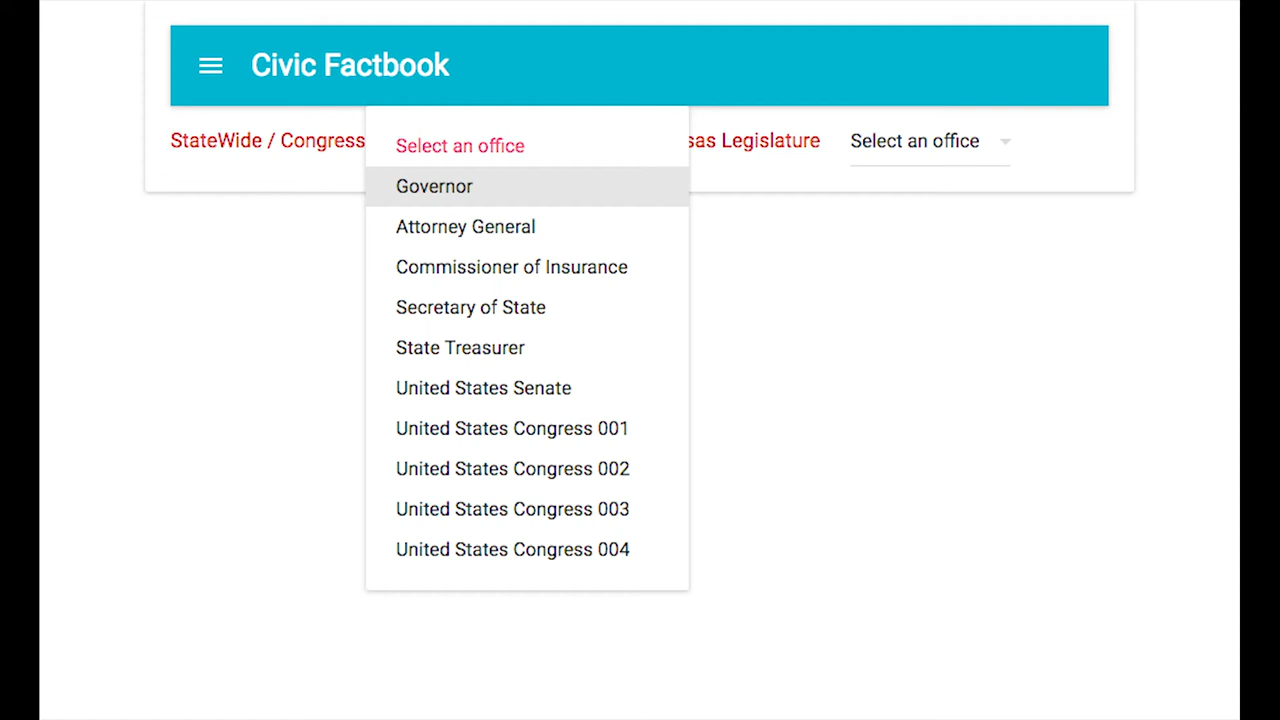 Civic Factbook
StateWide / Congress
Select an office
sas Legislature
Select an office
Governor
Attorney General
Commissioner of Insurance
Secretary of State
State Treasurer
United States Senate
United States Congress 001
United States Congress 002
United States Congress 003
United States Congress 004